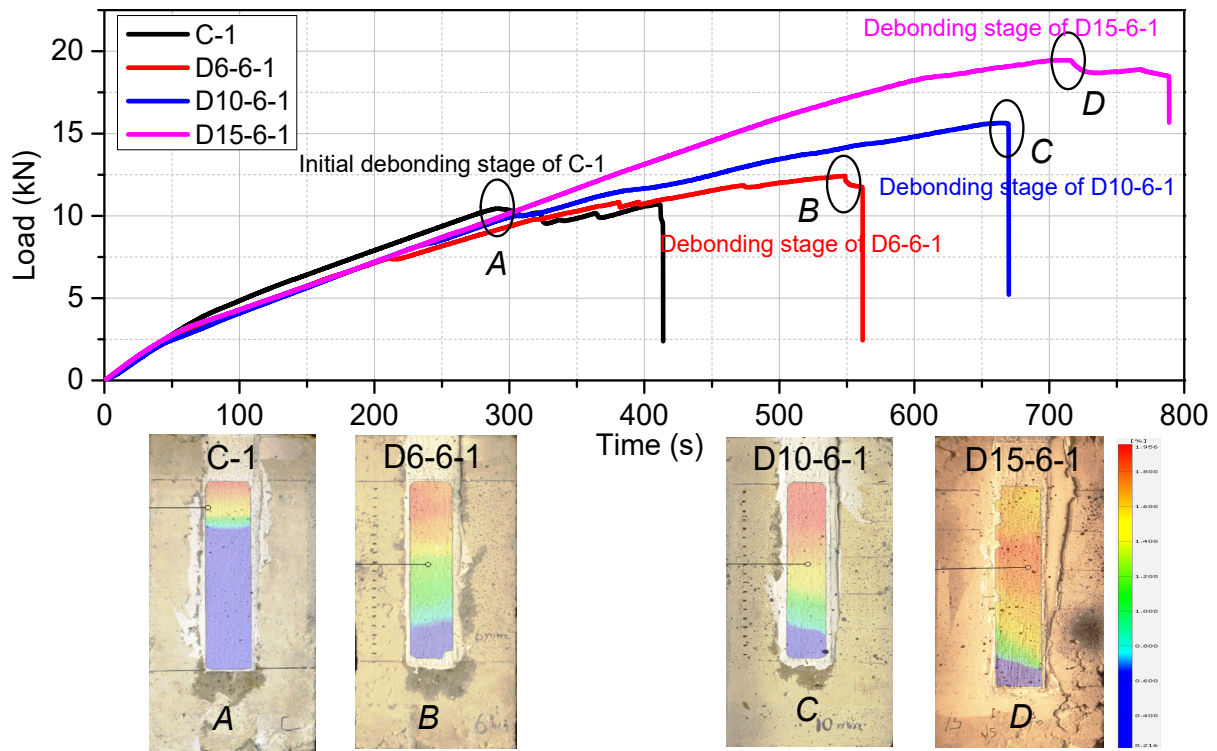 C-1
D6-6-1
D10-6-1
D15-6-1
Debonding stage of D15-6-1
D
Initial debonding stage of C-1
C
Debonding stage of D10-6-1
B
A
Debonding stage of D6-6-1
Load (kN)
20
15
10
5
0
0 100 200 300 400 500 600 700 800
Time (s)
C-1
D6-6-1
D10-6-1
D15-6-1
[%]
1.956
1.800
1.600
1.400
1.200
1.000
0.800
0.600
0.400
0.216
A
B
C
D
10mm